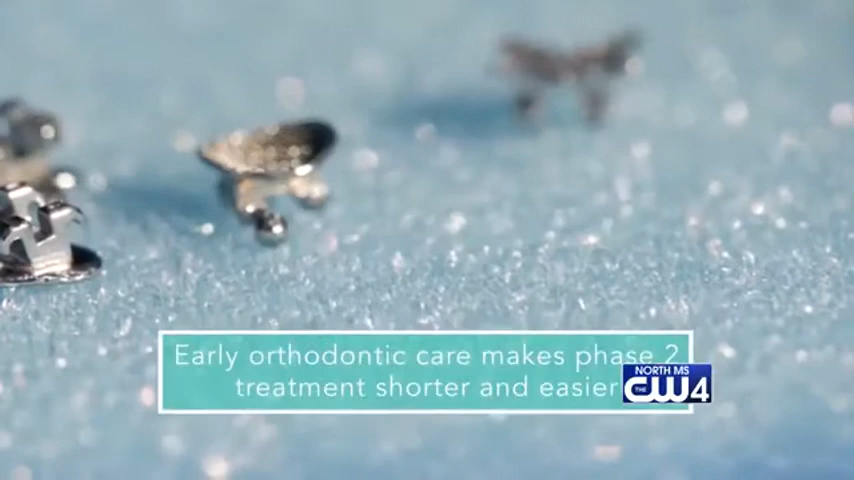 Early orthodontic care makes phase 2
treatment shorter and easier
NORTH MS
THE CW 4